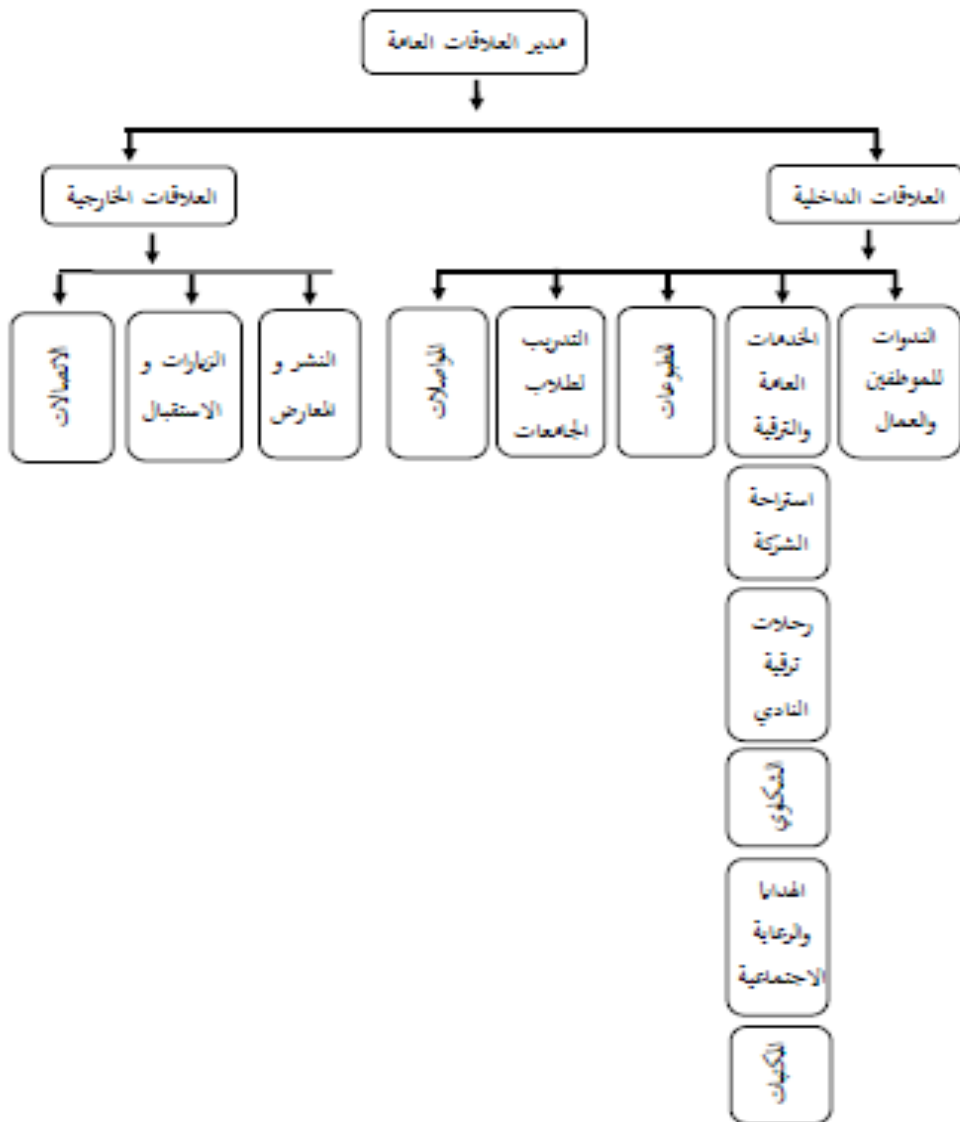 مدير العلاقات العامة
العلاقات الداخلية
العلاقات الخارجية
الندوات
للموظفين
والعمال
الخدمات
العامة
والترقية
المطبوعات
التدريب
لطلاب
الجامعات
المواصلات
النشر و
المعارض
الزيارات و
الاستقبال
الاتصالات
استراحة
الشركة
رحلات
ترقية
النادي
الشكاوي
الهدايا
والرعاية
الاجتماعية